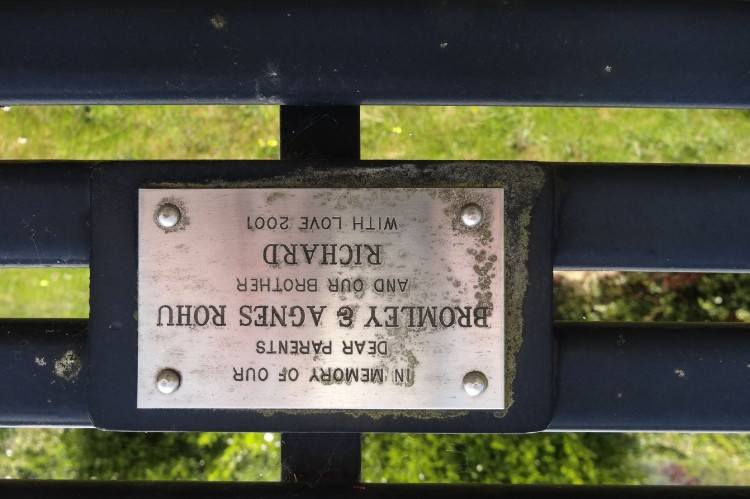 IN MEMORY OF OUR
DEAR PARENTS
BROMLEY & AGNES ROHU
AND OUR BROTHER
RICHARD
WITH LOVE 2001